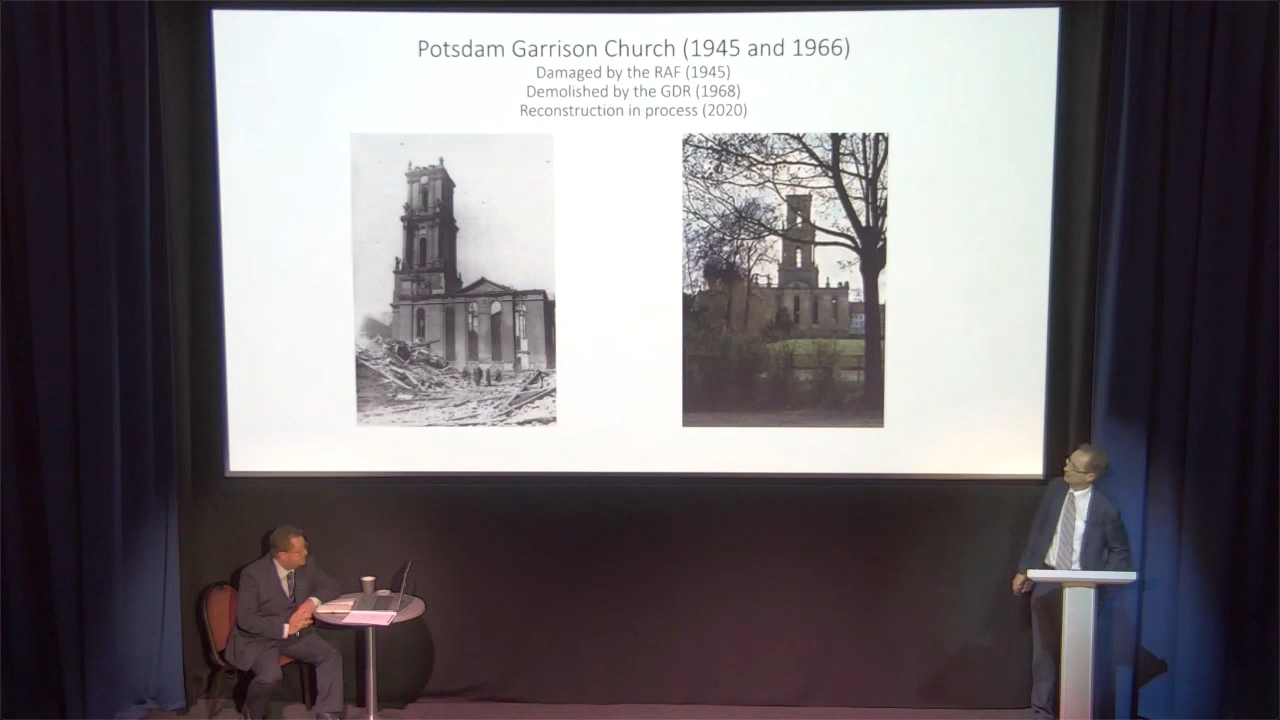 Potsdam Garrison Church (1945 and 1966)
Damaged by the RAF (1945)
Demolished by the GDR (1968)
Reconstruction in process (2020)